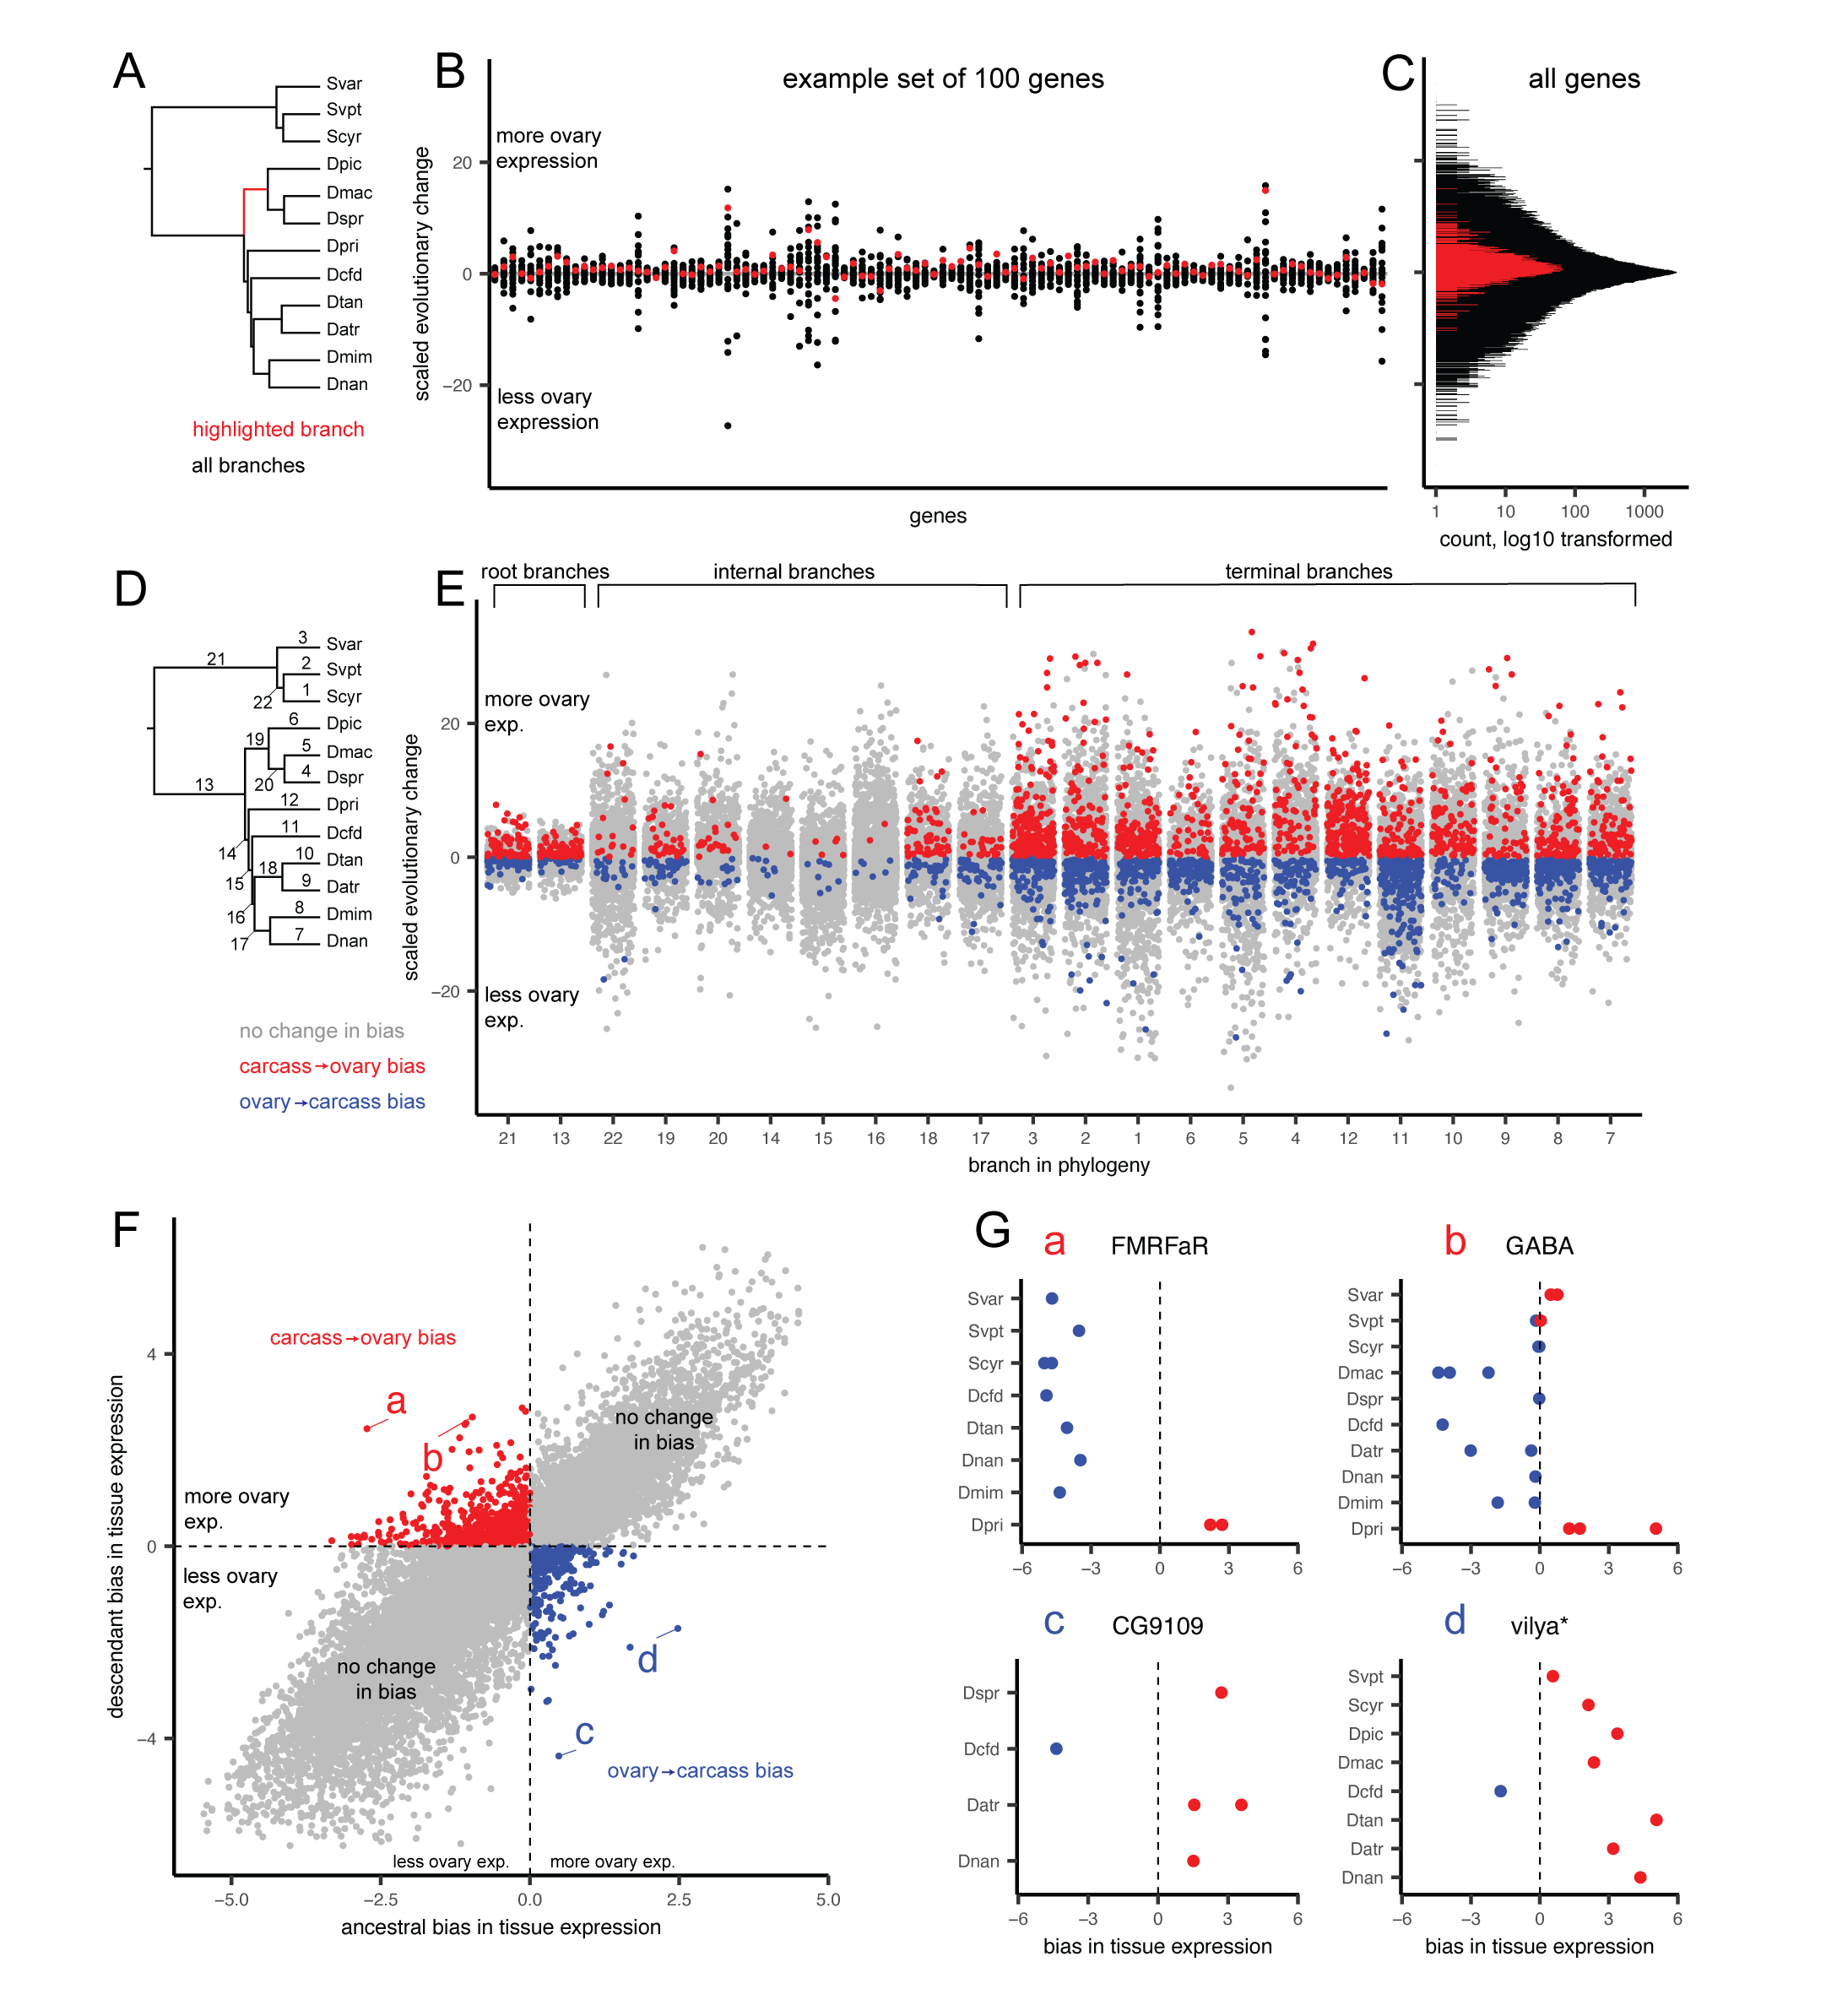 A
Svar
Svpt
Scyr
Dpic
Dmac
Dspr
Dpri
Dcfd
Dtan
Datr
Dmim
Dnan
highlighted branch
all branches
B
example set of 100 genes
more ovary
expression
less ovary
expression
scaled evolutionary change
20
0
−20
genes
C
all genes
1 10 100 1000
count, log10 transformed
D
3 Svar
21
2 Svpt
1 Scyr
22
6 Dpic
19
5 Dmac
4 Dspr
20
13
12 Dpri
11 Dcfd
14
10 Dtan
18
15
9 Datr
8 Dmim
16
7 Dnan
17
no change in bias
carcass→ovary bias
ovary→carcass bias
E
root branches
internal branches
terminal branches
more ovary
exp.
less ovary
exp.
scaled evolutionary change
20
0
−20
21 13 22 19 20 14 15 16 18 17 3 2 1 6 5 4 12 11 10 9 8 7
branch in phylogeny
F
carcass→ovary bias
a
b
no change
in bias
more ovary
exp.
less ovary
exp.
no change
in bias
d
c
ovary→carcass bias
less ovary exp.
more ovary exp.
descendant bias in tissue expression
4
0
−4
−5.0 −2.5 0.0 2.5 5.0
ancestral bias in tissue expression
G
a FMRFaR
Svar
Svpt
Scyr
Dcfd
Dtan
Dnan
Dmim
Dpri
−6 −3 0 3 6
b GABA
Svar
Svpt
Scyr
Dmac
Dspr
Dcfd
Datr
Dnan
Dmim
Dpri
−6 −3 0 3 6
c CG9109
Dspr
Dcfd
Datr
Dnan
−6 −3 0 3 6
bias in tissue expression
d vilya*
Svpt
Scyr
Dpic
Dmac
Dcfd
Dtan
Datr
Dnan
−6 −3 0 3 6
bias in tissue expression